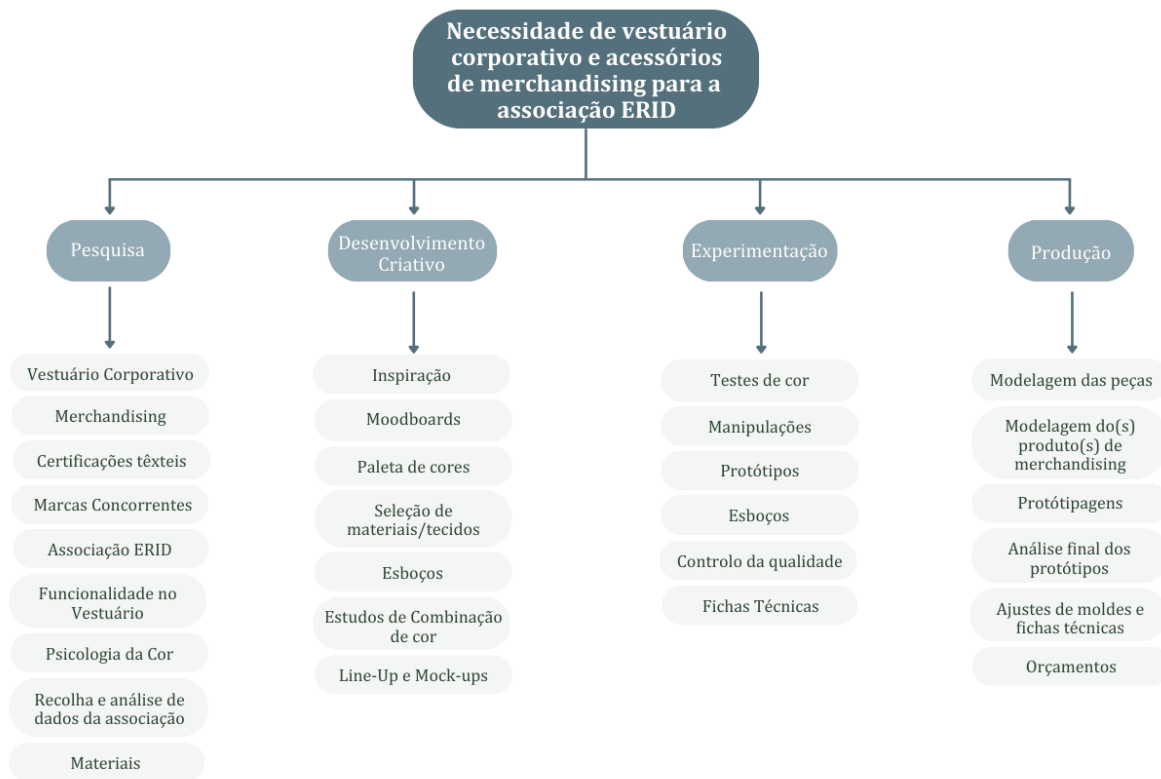 Necessidade de vestuário
corporativo e acessórios
de merchandising para a
associação ERID
Pesquisa
Vestuário Corporativo
Merchandising
Certificações têxteis
Marcas Concorrentes
Associação ERID
Funcionalidade no
Vestuário
Psicologia da Cor
Recolha e análise de
dados da associação
Materiais
Desenvolvimento
Criativo
Inspiração
Moodboards
Paleta de cores
Seleção de
materiais/tecidos
Esboços
Estudos de Combinação
de cor
Line-Up e Mock-ups
Experimentação
Testes de cor
Manipulações
Protótipos
Esboços
Controlo da qualidade
Fichas Técnicas
Produção
Modelagem das peças
Modelagem do(s)
produto(s) de
merchandising
Protótipagens
Análise final dos
protótipos
Ajustes de moldes e
fichas técnicas
Orçamentos